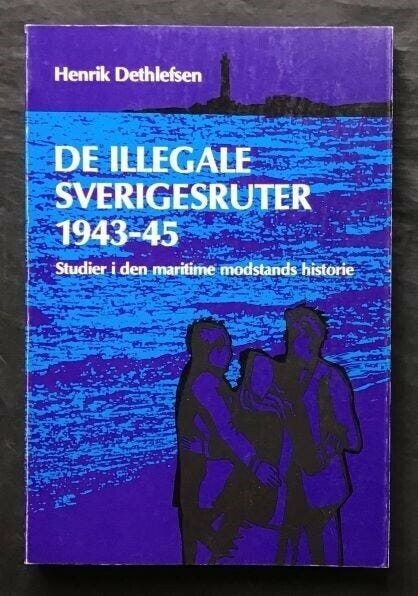 Henrik Dethlefsen
DE ILLEGALE
SVERIGESRUTER
1943-45
Studier i den maritime modstands historie